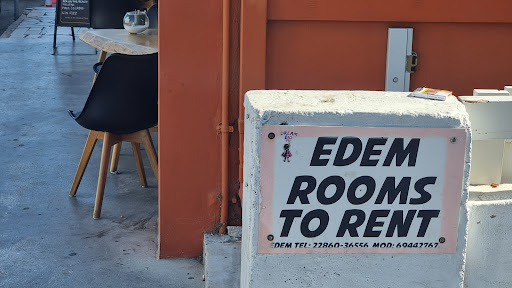 EDEM
ROOMS
TO RENT
EDEM TEL: 22860-36556 MOB: 69442767